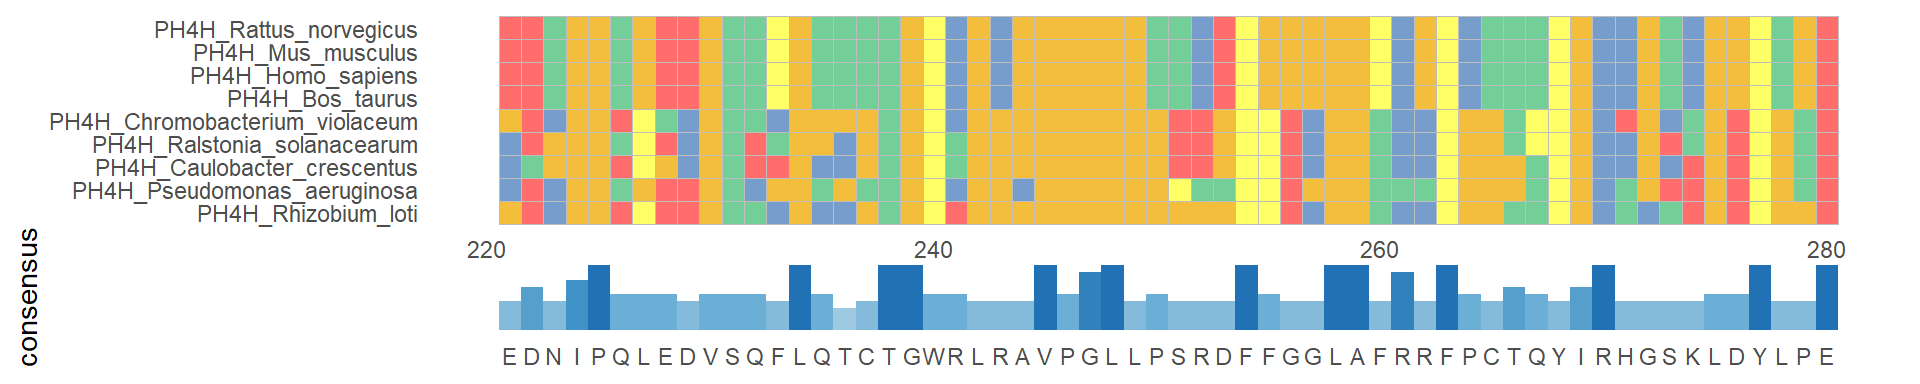 PH4H_Rattus_norvegicus
PH4H_Mus_musculus
PH4H_Homo_sapiens
PH4H_Bos_taurus
PH4H_Chromobacterium_violaceum
PH4H_Ralstonia_solanacearum
PH4H_Caulobacter_crescentus
PH4H_Pseudomonas_aeruginosa
PH4H_Rhizobium_loti
220 240 260 280
consensus
E D N I P Q L E D V S Q F L Q T C T G W R L R A V P G L L P S R D F F G G L A F R R F P C T Q Y I R H G S K L D Y L P E